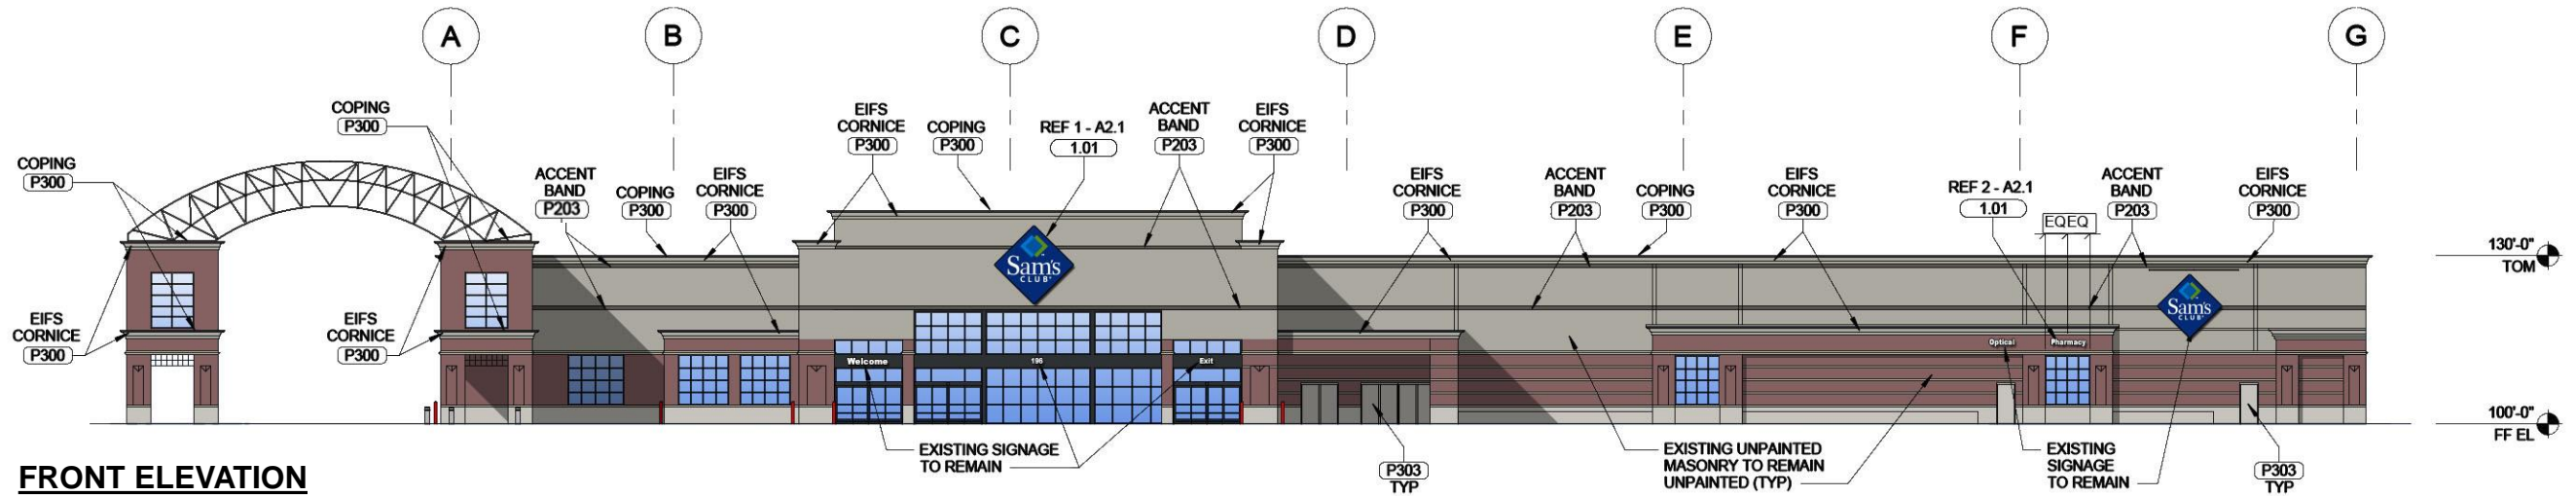 A
B
C
D
E
F
G
COPING
P300
COPING
P300
EIFS
CORNICE
P300
EIFS
CORNICE
P300
ACCENT
BAND
P203
COPING
P300
EIFS
CORNICE
P300
EIFS
CORNICE
P300
COPING
P300
REF 1 - A2.1
1.01
ACCENT
BAND
P203
EIFS
CORNICE
P300
EIFS
CORNICE
P300
ACCENT
BAND
P203
COPING
P300
EIFS
CORNICE
P300
REF 2 - A2.1
1.01
EQ EQ
ACCENT
BAND
P203
EIFS
CORNICE
P300
130'-0"
TOM
100'-0"
FF EL
Sam's
CLUB
Sam's
CLUB
Welcome
196
Exit
Optical
Pharmacy
EXISTING SIGNAGE
TO REMAIN
P303
TYP
EXISTING UNPAINTED
MASONRY TO REMAIN
UNPAINTED (TYP)
EXISTING
SIGNAGE
TO REMAIN
P303
TYP
FRONT ELEVATION